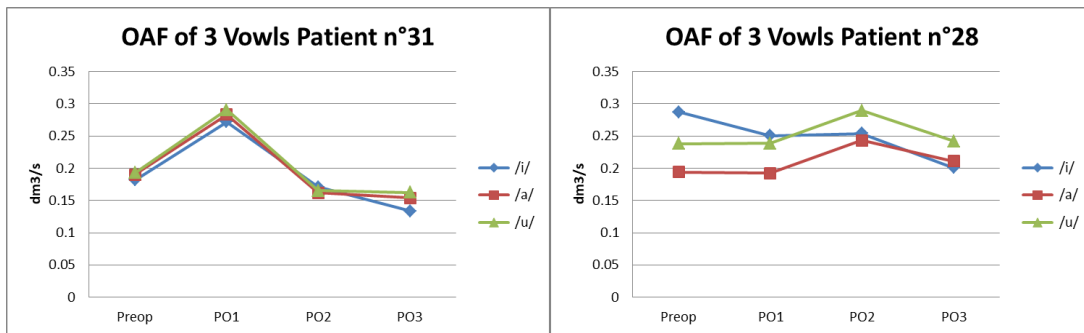 OAF of 3 Vowls Patient n°31
0.35
0.3
0.25
0.2
0.15
0.1
0.05
0
dm3/s
Preop PO1 PO2 PO3
/i/
/a/
/u/
OAF of 3 Vowls Patient n°28
0.35
0.3
0.25
0.2
0.15
0.1
0.05
0
dm3/s
Preop PO1 PO2 PO3
/i/
/a/
/u/